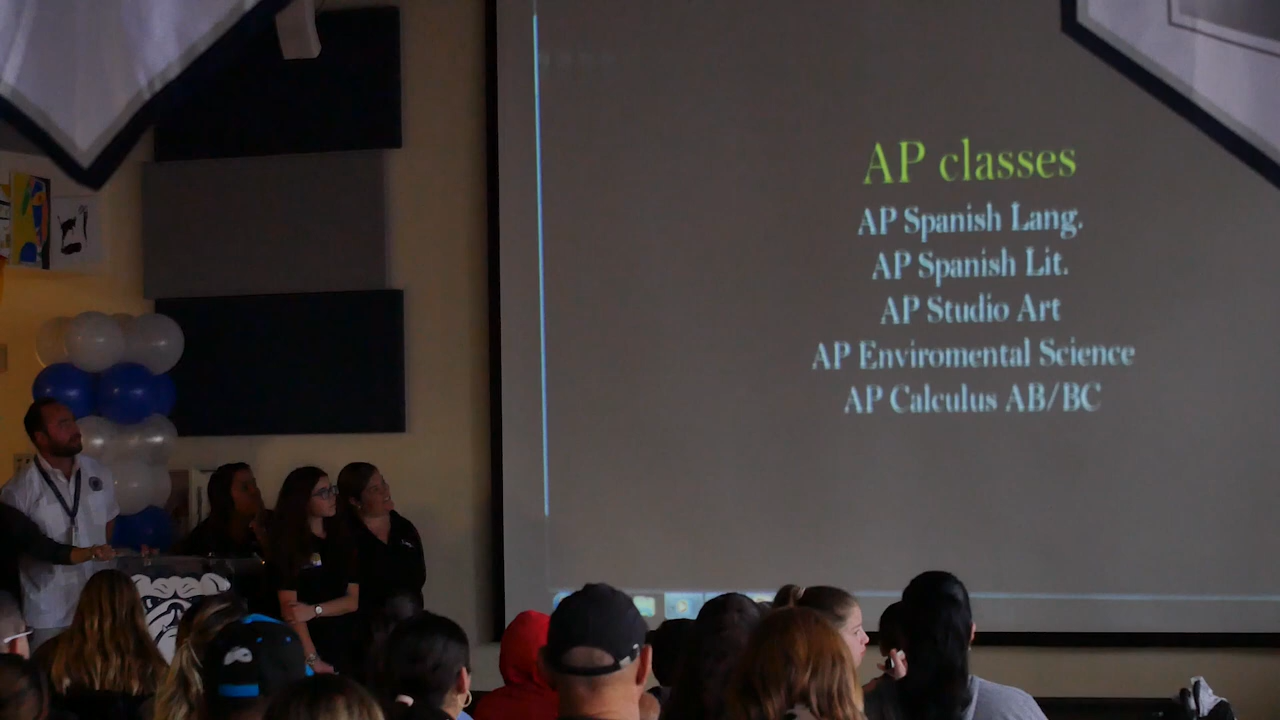 AP classes
AP Spanish Lang.
AP Spanish Lit.
AP Studio Art
AP Enviromental Science
AP Calculus AB/BC